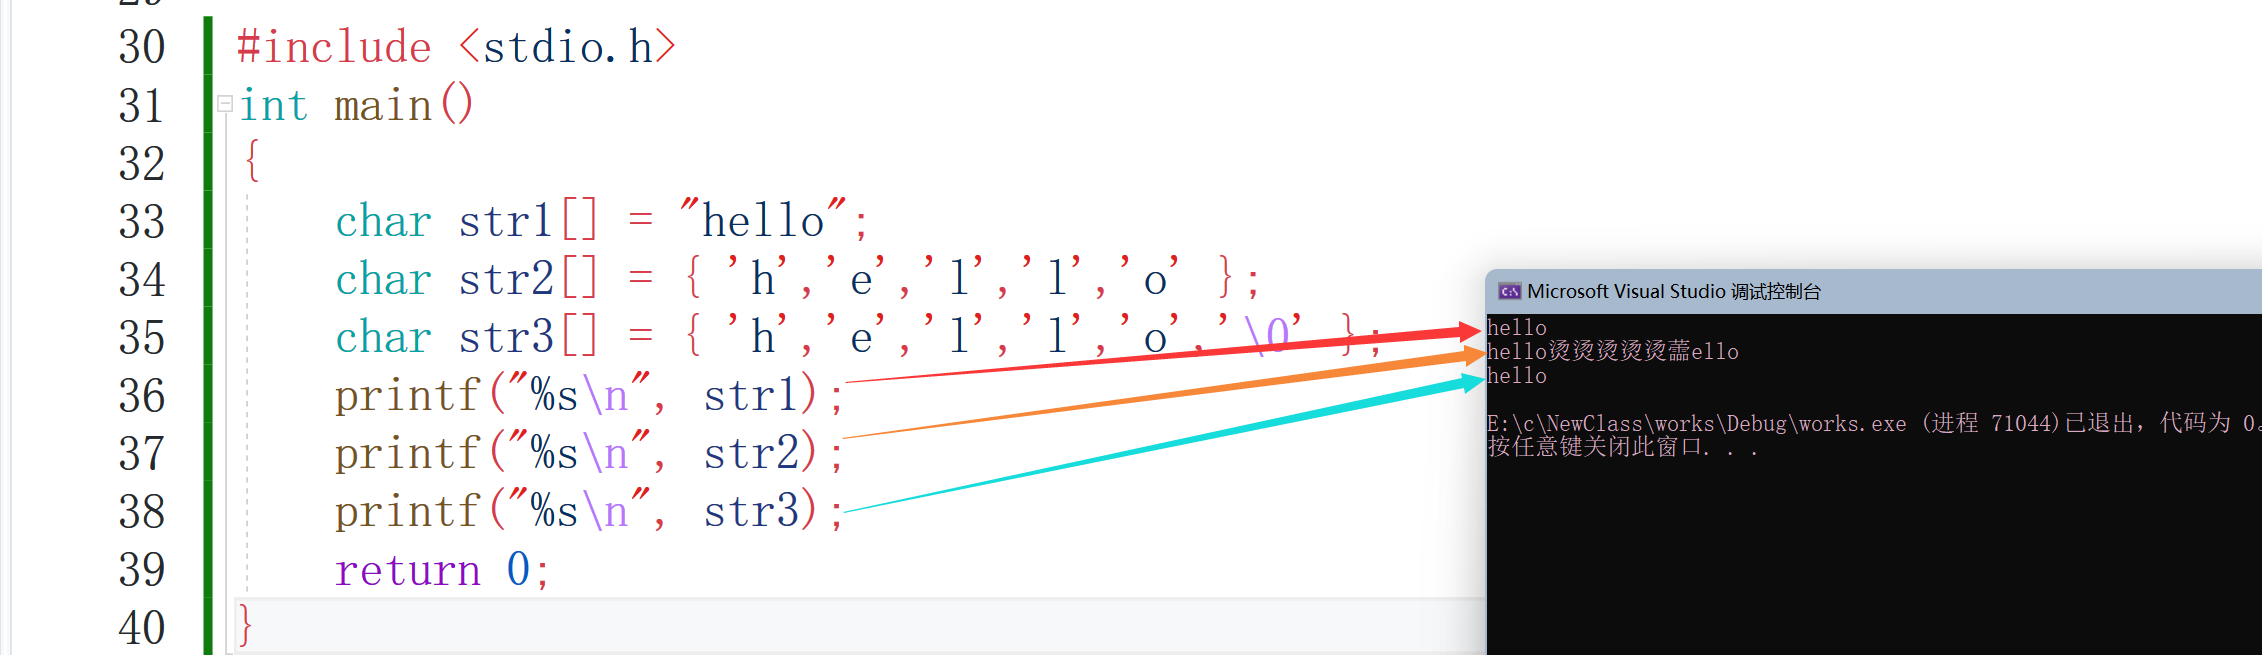 30 #include <stdio.h>
31 int main()
32 {
33 char str1[] = "hello";
34 char str2[] = { 'h','e','l','l','o' };
35 char str3[] = { 'h','e','l','l','o','\0' };
36 printf("%s\n", str1);
37 printf("%s\n", str2);
38 printf("%s\n", str3);
39 return 0;
40 }
Microsoft Visual Studio 调试控制台
hello
hello烫烫烫烫烫ello
hello
E:\c\NewClass\works\Debug\works.exe (进程 71044)已退出，代码为 0。
按任意键关闭此窗口. . .